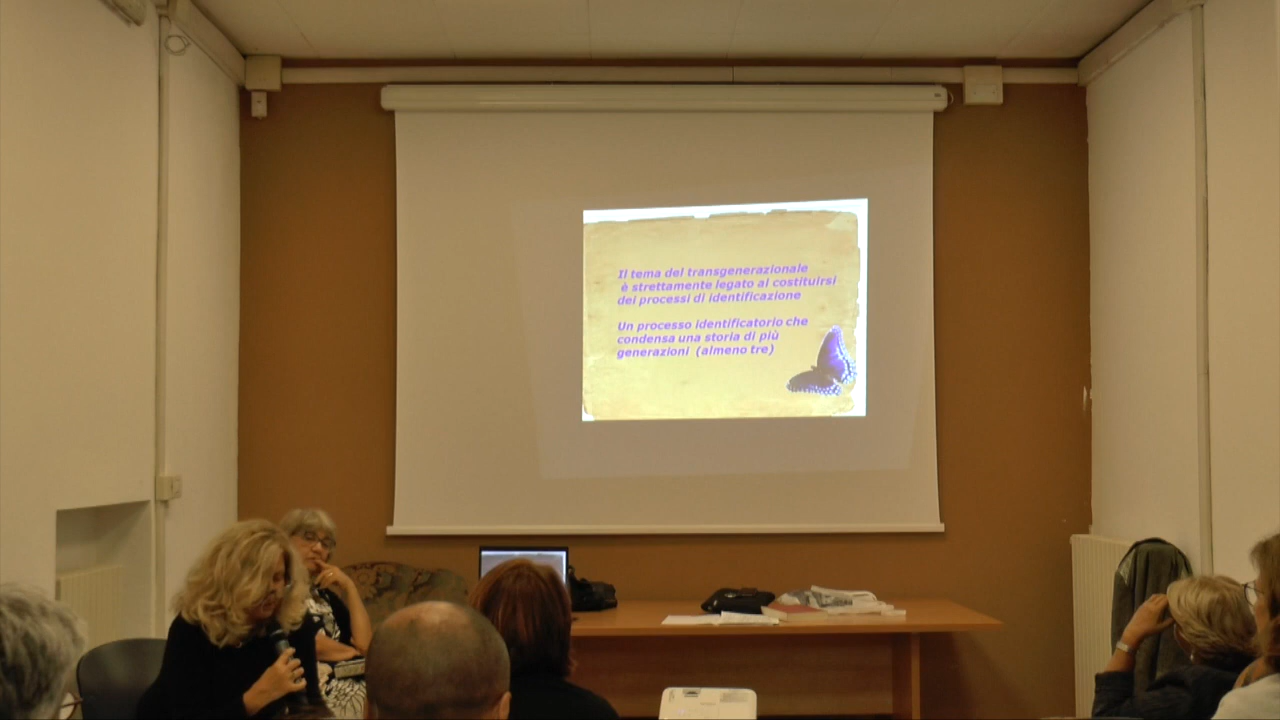 Il tema del transgenerazionale
è strettamente legato al costituirsi
dei processi di identificazione
Un processo identificatorio che
condensa una storia di più
generazioni (almeno tre)